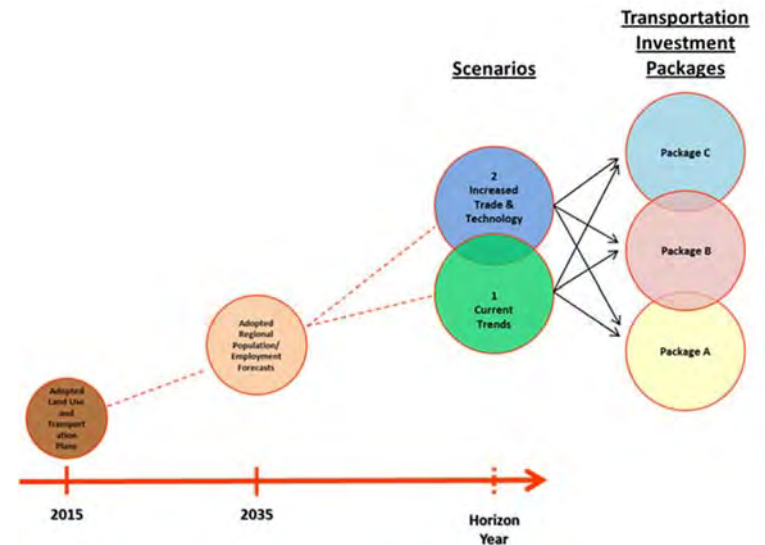 Transportation
Investment
Packages
Scenarios
Package C
2
Increased
Trade &
Technology
Package B
1
Current
Trends
Adopted
Regional
Population/
Employment
Forecasts
Package A
Adopted
Land Use
and
Transport
ation
Plans
2015
2035
Horizon
Year